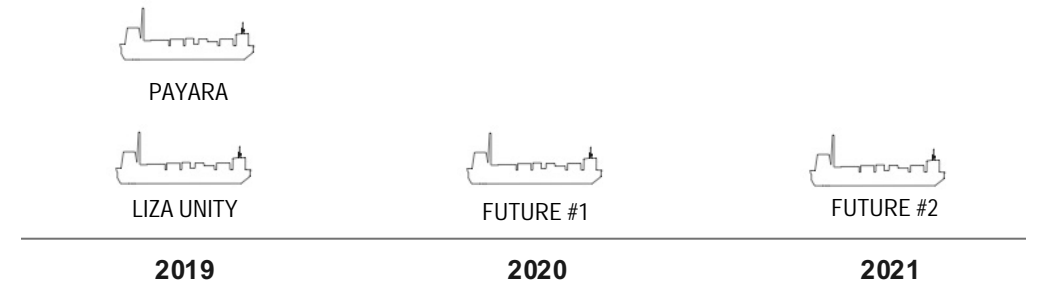 PAYARA
LIZA UNITY
FUTURE #1
FUTURE #2
2019
2020
2021